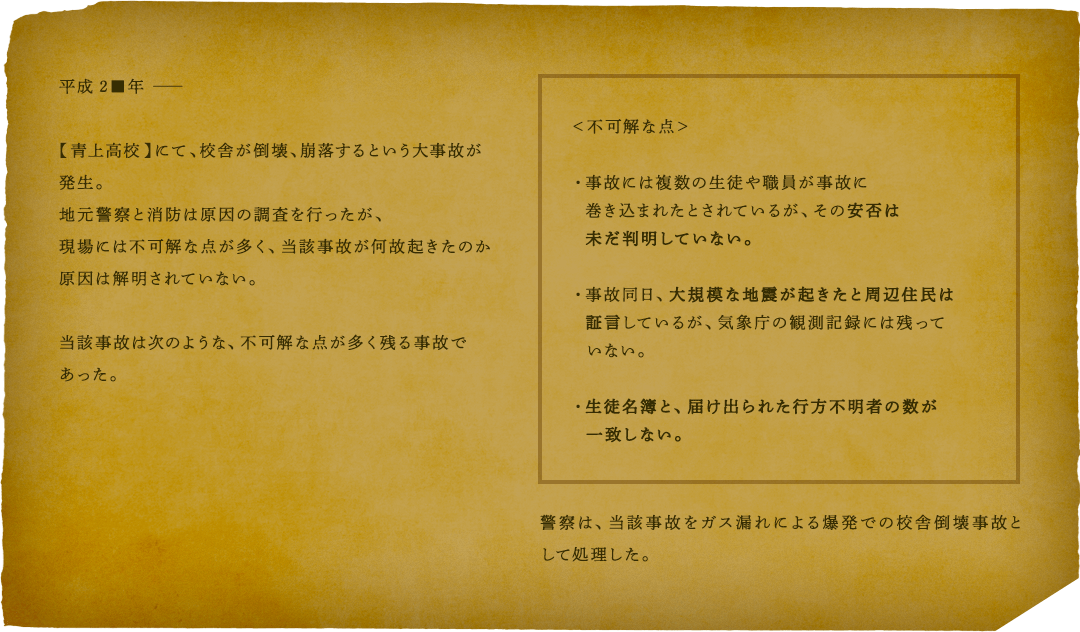 平成2■年 ――
【青上高校】にて、校舎が倒壊、崩落するという大事故が
発生。
地元警察と消防は原因の調査を行ったが、
現場には不可解な点が多く、当該事故が何故起きたのか
原因は解明されていない。
当該事故は次のような、不可解な点が多く残る事故で
あった。
＜不可解な点＞
・事故には複数の生徒や職員が事故に
巻き込まれたとされているが、その安否は
未だ判明していない。
・事故同日、大規模な地震が起きたと周辺住民は
証言しているが、気象庁の観測記録には残って
いない。
・生徒名簿と、届け出られた行方不明者の数が
一致しない。
警察は、当該事故をガス漏れによる爆発での校舎倒壊事故と
して処理した。